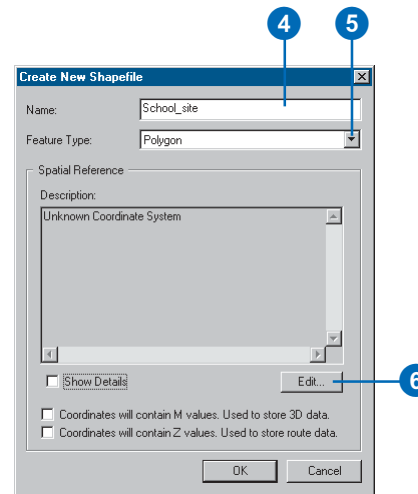 4 5
Create New Shapefile
Name: School_site
Feature Type: Polygon
Spatial Reference
Description:
Unknown Coordinate System
Show Details Edit... 6
Coordinates will contain M values. Used to store 3D data.
Coordinates will contain Z values. Used to store route data.
OK Cancel